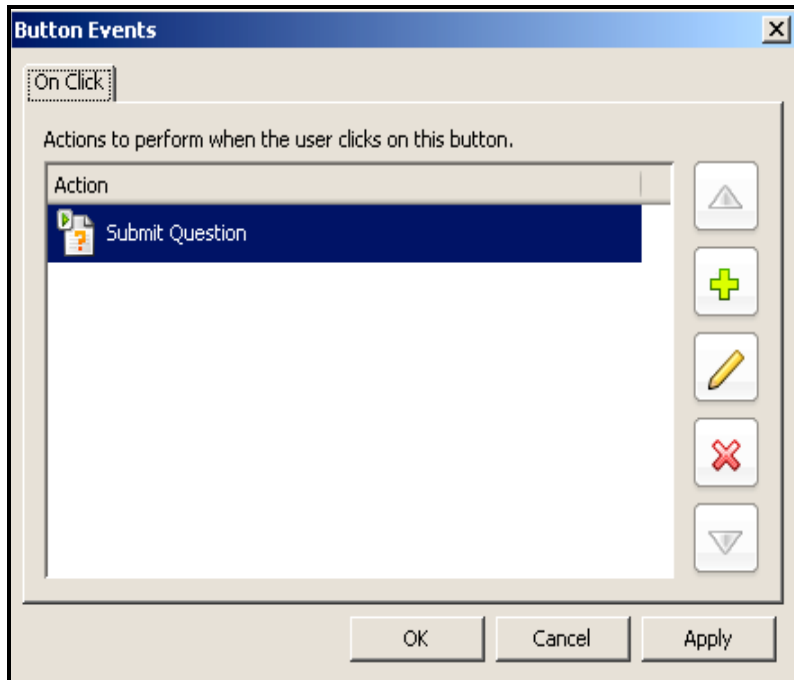 Button Events
On Click
Actions to perform when the user clicks on this button.
Action
Submit Question
OK Cancel Apply